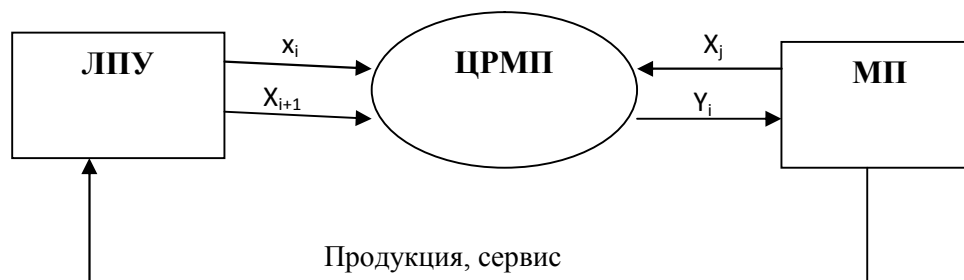 ЛПУ
xᵢ
Xᵢ₊₁
ЦРМП
Xⱼ
Yᵢ
МП
Продукция, сервис